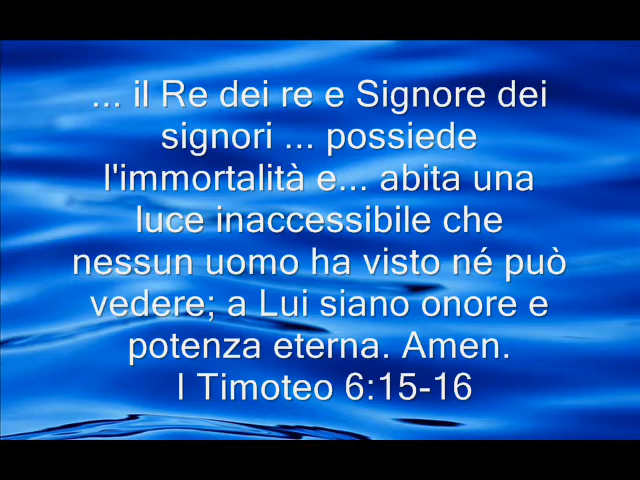 ... il Re dei re e Signore dei
signori ... possiede
l'immortalità e... abita una
luce inaccessibile che
nessun uomo ha visto né può
vedere; a Lui siano onore e
potenza eterna. Amen.
I Timoteo 6:15-16